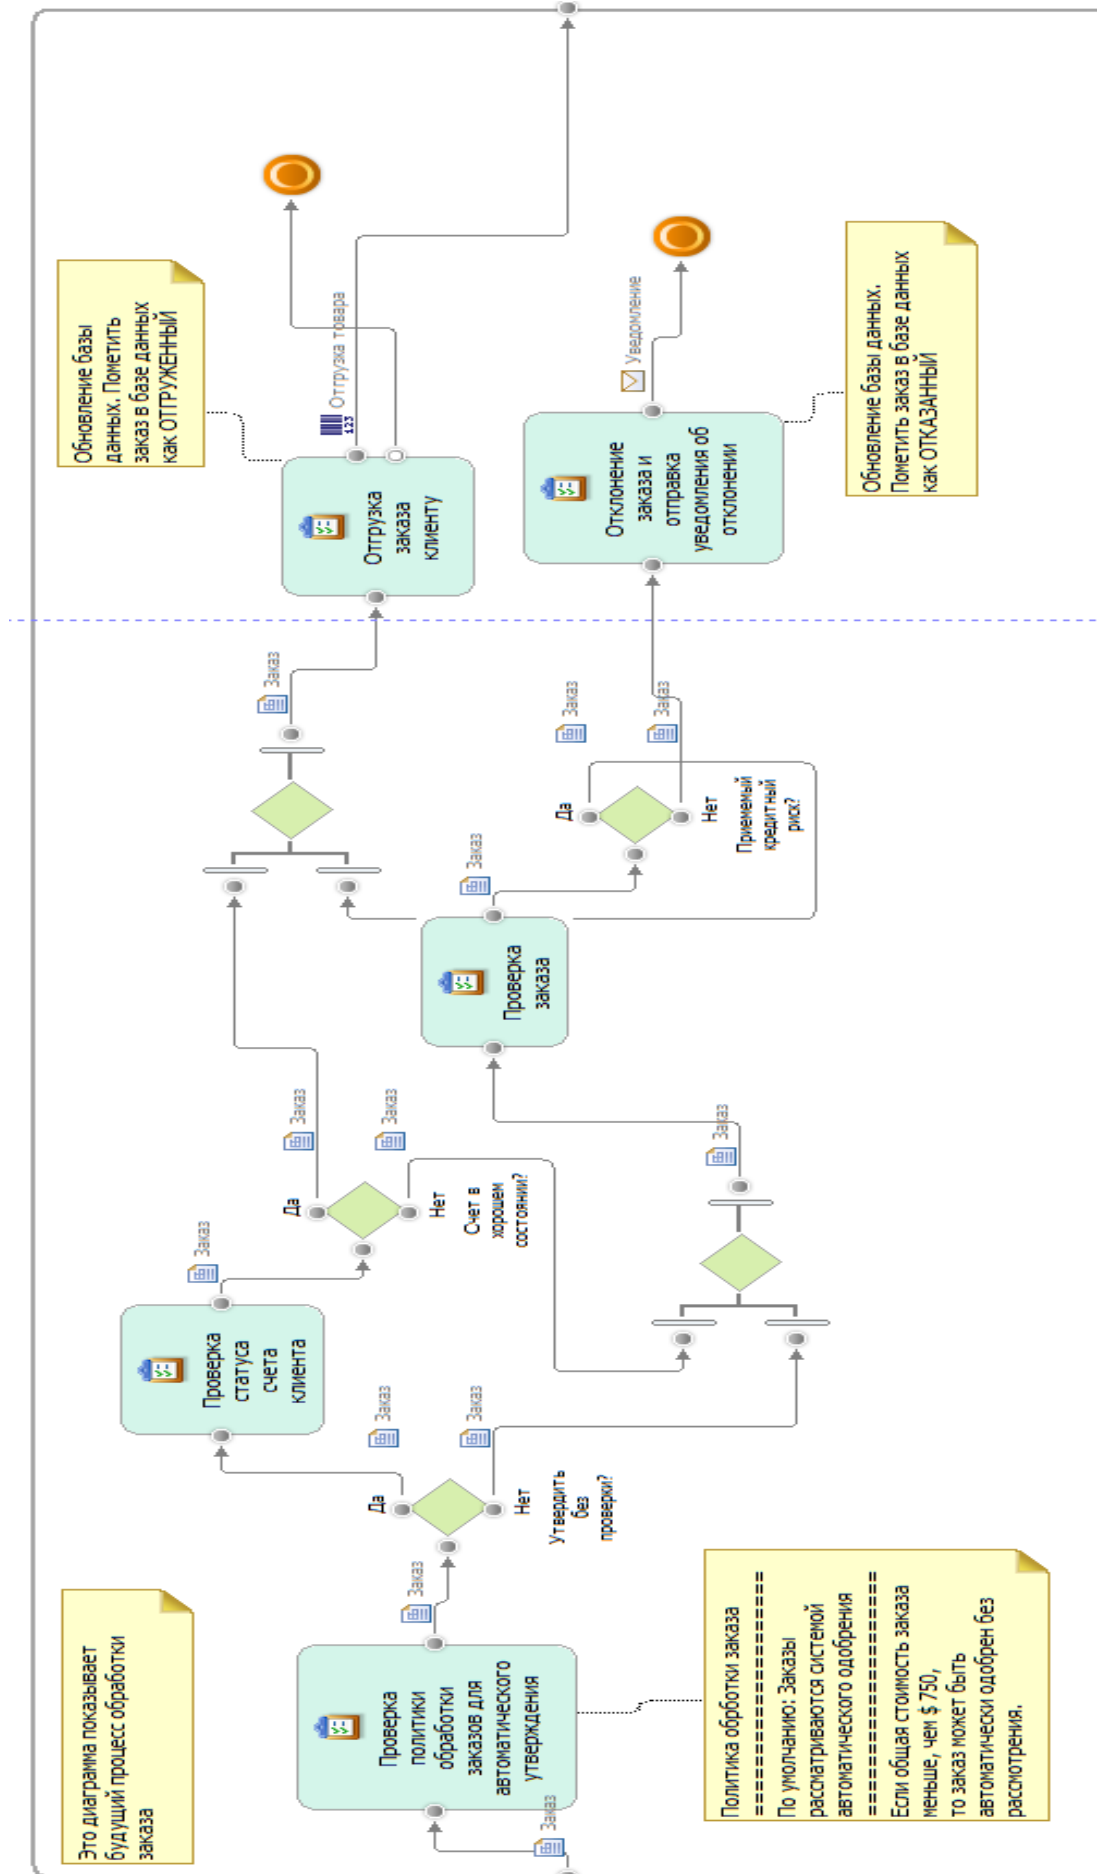 Это диаграмма показывает
будущий процесс обработки
заказа
Заказ
Проверка
политики
обработки
заказов для
автоматического
утверждения
Политика обрботки заказа
==========================
По умолчанию: Заказы
рассматриваются системой
автоматического одобрения
==========================
Если общая стоимость заказа
меньше, чем $ 750,
то заказ может быть
автоматически одобрен без
рассмотрения.
Заказ
Да
Нет
Утвердить
без
проверки?
Заказ
Заказ
Проверка
статуса
счета
клиента
Заказ
Да
Нет
Счет в
хорошем
состоянии?
Заказ
Заказ
Заказ
Проверка
заказа
Заказ
Да
Нет
Приемемый
кредитный
риск?
Заказ
Заказ
Заказ
Отгрузка
заказа
клиенту
123
Отгрузка товара
Обновление базы
данных. Пометить
заказ в базе данных
как ОТГРУЖЕННЫЙ
Отклонение
заказа и
отправка
уведомления об
отклонении
Уведомление
Обновление базы данных.
Пометить заказ в базе данных
как ОТКАЗАННЫЙ